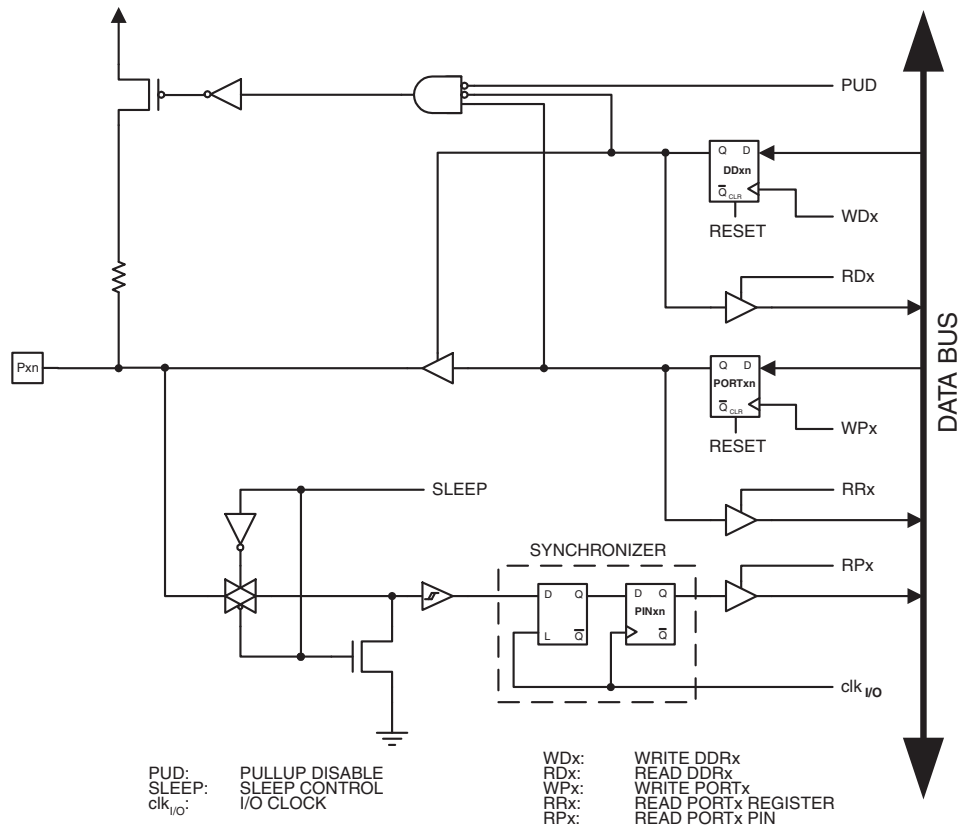 PUD
Q D
DDxn
Q CLR
WDx
RESET
RDx
Pxn
Q D
PORTxn
Q CLR
WPx
RESET
DATA BUS
SLEEP
RRx
SYNCHRONIZER
RPx
D Q
L Q
D Q
PINxn
Q
clk I/O
PUD: PULLUP DISABLE
SLEEP: SLEEP CONTROL
clkI/O: I/O CLOCK
WDx: WRITE DDRx
RDx: READ DDRx
WPx: WRITE PORTx
RRx: READ PORTx REGISTER
RPx: READ PORTx PIN